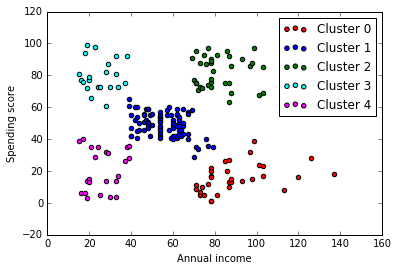 120
100
80
60
40
20
0
−20
0 20 40 60 80 100 120 140 160
Spending score
Annual income
Cluster 0
Cluster 1
Cluster 2
Cluster 3
Cluster 4